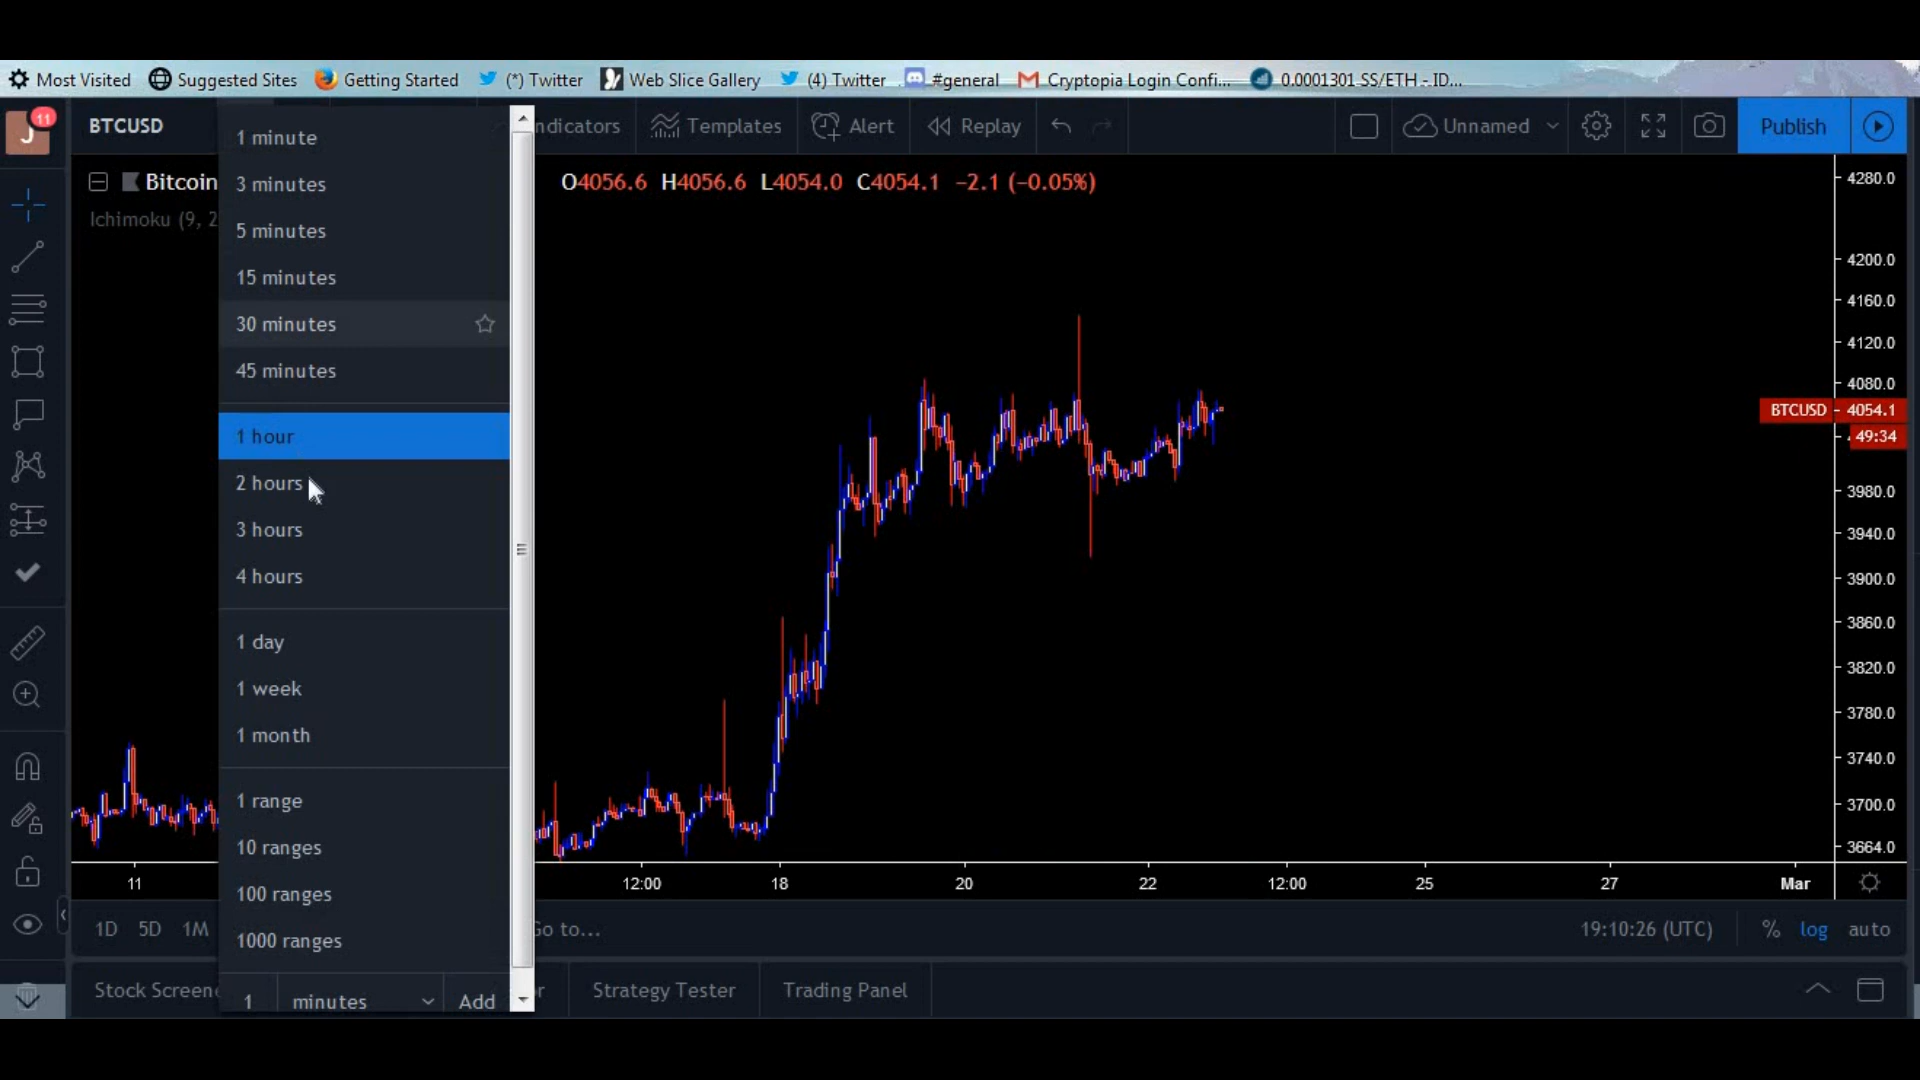 Most Visited Suggested Sites Getting Started (*) Twitter Web Slice Gallery (4) Twitter #general Cryptopia Login Confi... 0.0001301 SS/ETH - ID...
J 11 BTCUSD ndicators Templates Alert Replay Unnamed Publish
Bitcoin O4056.6 H4056.6 L4054.0 C4054.1 −2.1 (−0.05%)
Ichimoku (9, 2
1 minute
3 minutes
5 minutes
15 minutes
30 minutes
45 minutes
1 hour
2 hours
3 hours
4 hours
1 day
1 week
1 month
1 range
10 ranges
100 ranges
1000 ranges
1 minutes Add
4280.0
4200.0
4160.0
4120.0
4080.0
BTCUSD 4054.1
49:34
3980.0
3940.0
3900.0
3860.0
3820.0
3780.0
3740.0
3700.0
3664.0
11 12:00 18 20 22 12:00 25 27 Mar
1D 5D 1M Go to... 19:10:26 (UTC) % log auto
Stock Screene r Strategy Tester Trading Panel